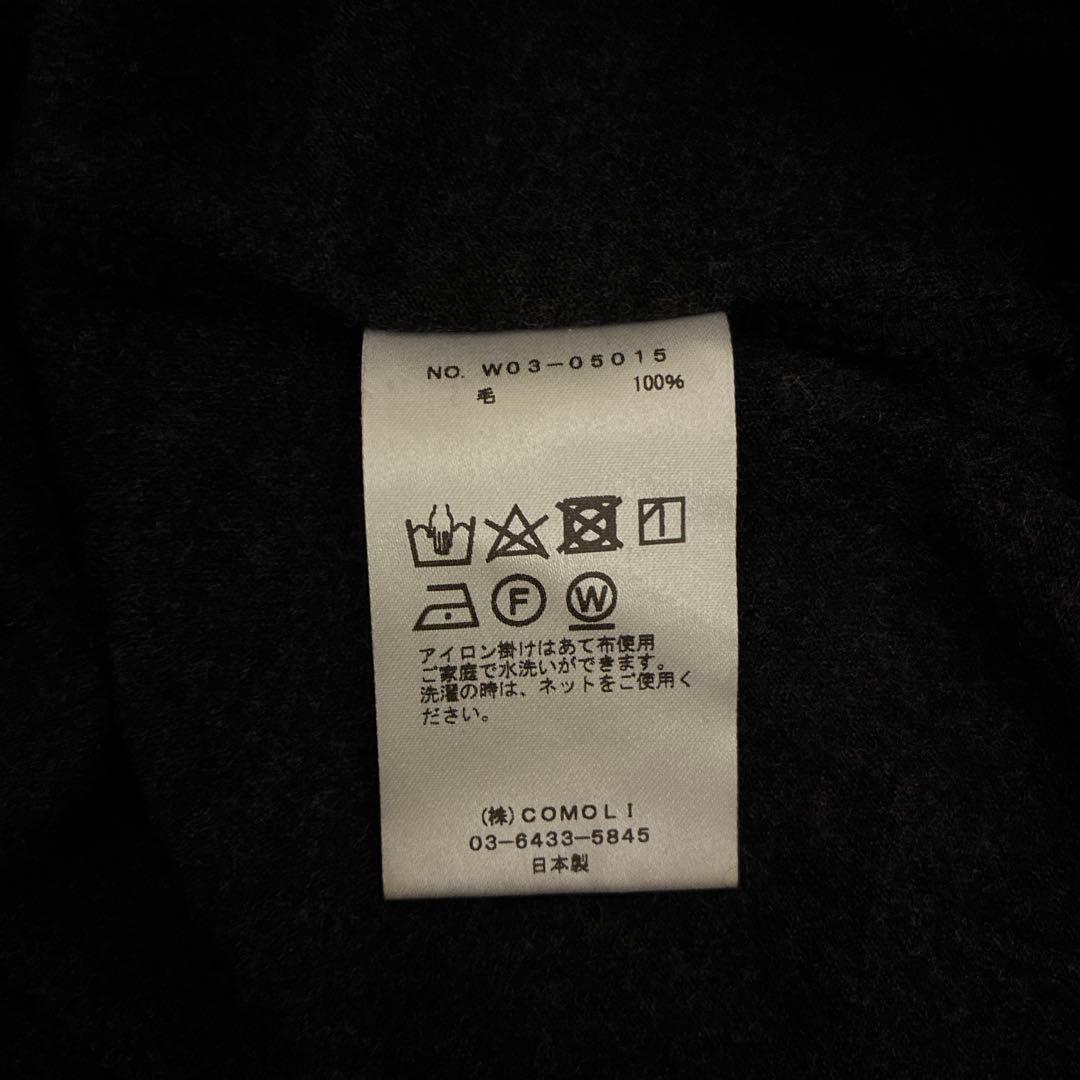 NO. W03-05015
毛 100%
F W
アイロン掛けはあて布使用
ご家庭で水洗いができます。
洗濯の時は、ネットをご使用く
ださい。
(株)COMOLI
03-6433-5845
日本製